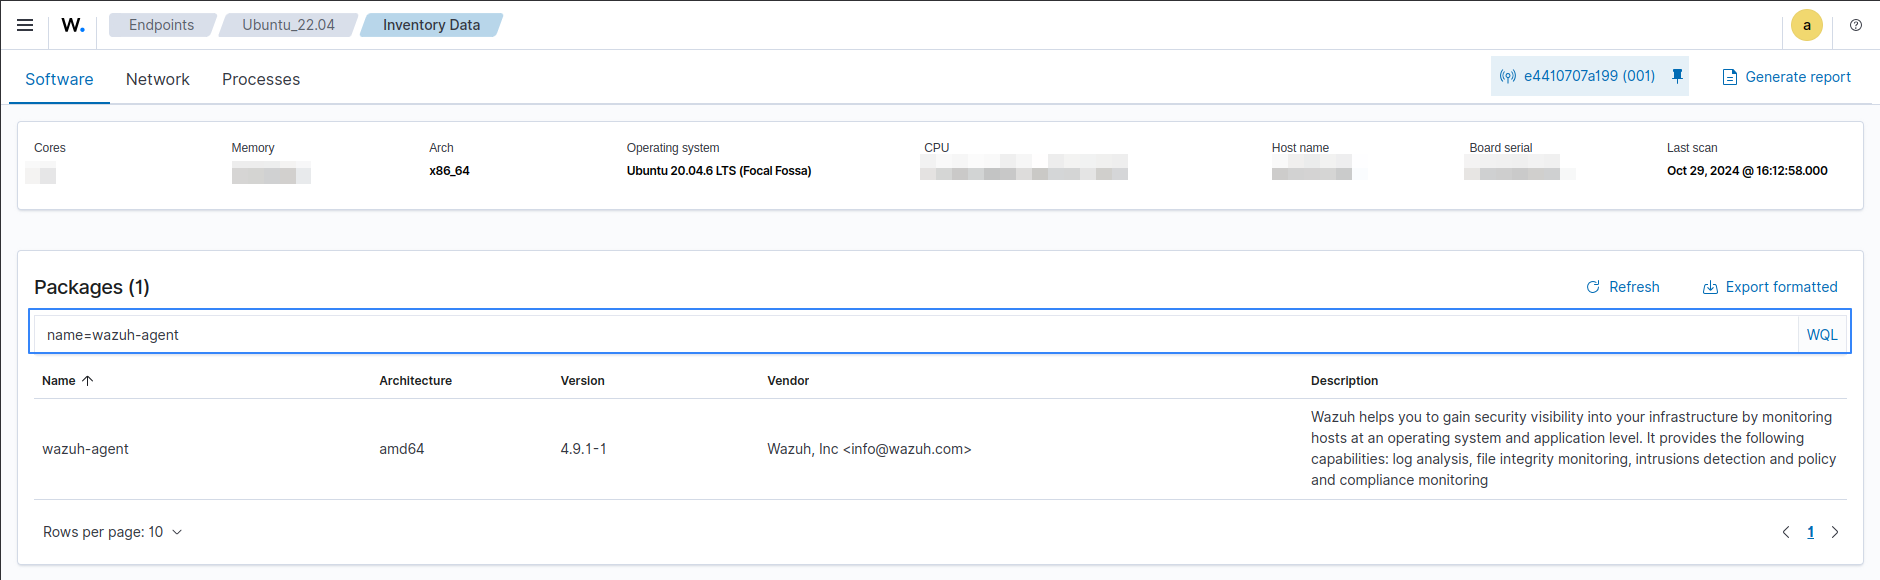 W. Endpoints Ubuntu_22.04 Inventory Data a
Software Network Processes e4410707a199 (001) Generate report
Cores Memory Arch Operating system CPU Host name Board serial Last scan
x86_64 Ubuntu 20.04.6 LTS (Focal Fossa) Oct 29, 2024 @ 16:12:58.000
Packages (1) Refresh Export formatted
name=wazuh-agent WQL
Name Architecture Version Vendor Description
wazuh-agent amd64 4.9.1-1 Wazuh, Inc <info@wazuh.com>
Wazuh helps you to gain security visibility into your infrastructure by monitoring
hosts at an operating system and application level. It provides the following
capabilities: log analysis, file integrity monitoring, intrusions detection and policy
and compliance monitoring
Rows per page: 10 1